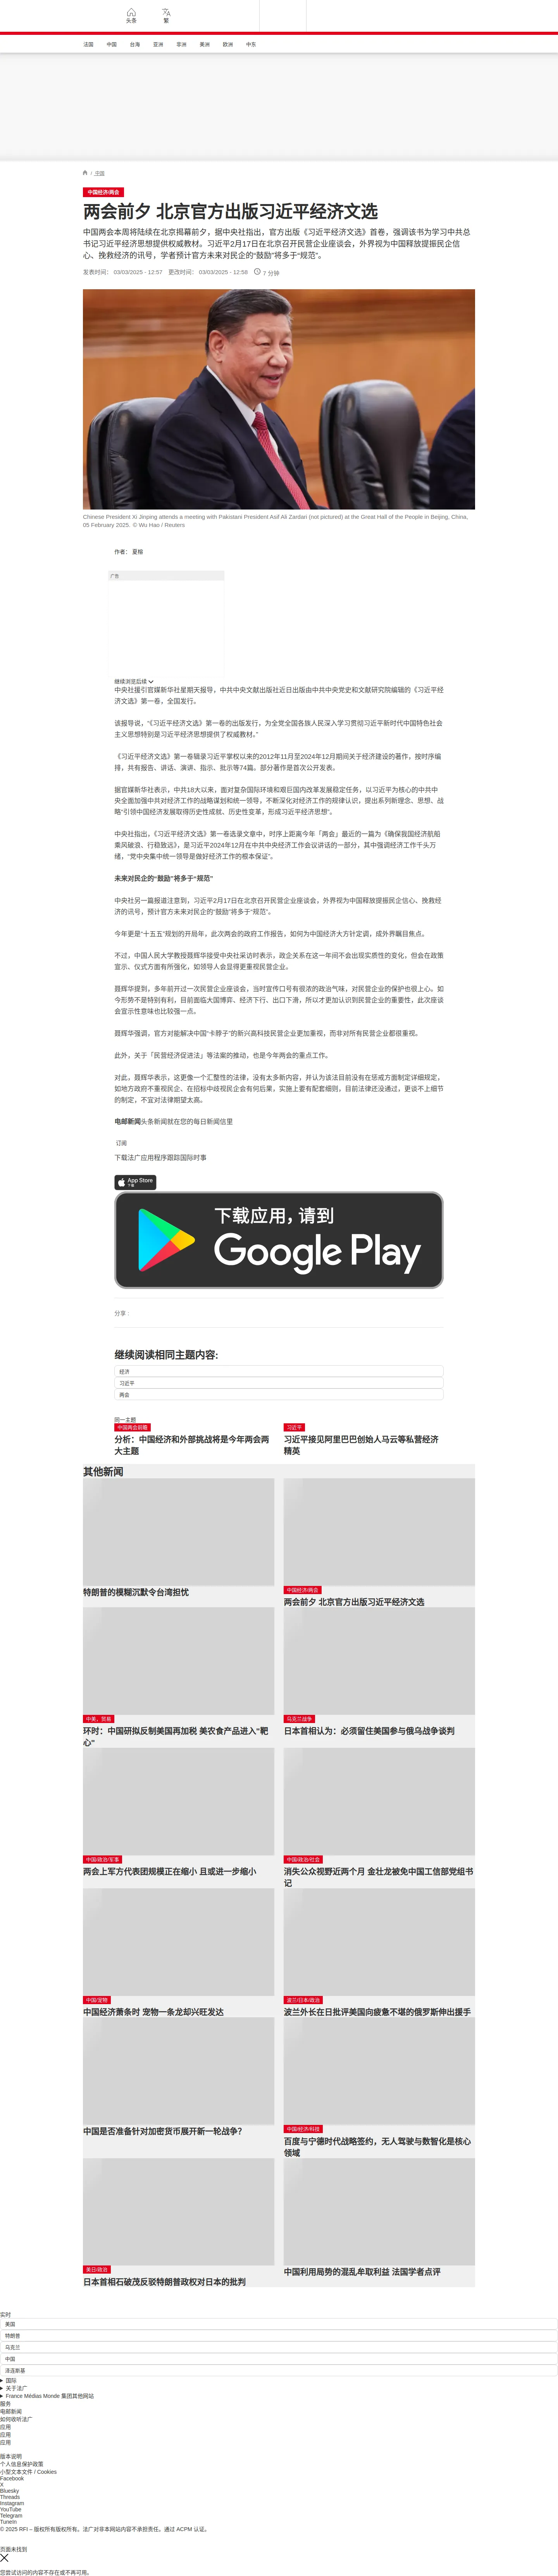 头条
繁
法國
中国
台海
亚洲
非洲
美洲
欧洲
中东
/ 中国
中国经济/两会
两会前夕 北京官方出版习近平经济文选
中国两会本周将陆续在北京揭幕前夕，据中央社指出，官方出版《习近平经济文选》首卷，强调该书为学习中共总
书记习近平经济思想提供权威教材。习近平2月17日在北京召开民营企业座谈会，外界视为中国释放提振民企信
心、挽救经济的讯号，学者预计官方未来对民企的“鼓励”将多于“规范”。
发表时间： 03/03/2025 - 12:57 更改时间： 03/03/2025 - 12:58 7 分钟
Chinese President Xi Jinping attends a meeting with Pakistani President Asif Ali Zardari (not pictured) at the Great Hall of the People in Beijing, China,
05 February 2025. © Wu Hao / Reuters
作者： 夏榕
广告
继续浏览后续
中央社援引官媒新华社星期天报导，中共中央文献出版社近日出版由中共中央党史和文献研究院编辑的《习近平经
济文选》第一卷，全国发行。
该报导说，“《习近平经济文选》第一卷的出版发行，为全党全国各族人民深入学习贯彻习近平新时代中国特色社会
主义思想特别是习近平经济思想提供了权威教材。”
《习近平经济文选》第一卷辑录习近平掌权以来的2012年11月至2024年12月期间关于经济建设的著作，按时序编
排，共有报告、讲话、演讲、指示、批示等74篇。部分著作是首次公开发表。
据官媒新华社表示，中共18大以来，面对复杂国际环境和艰巨国内改革发展稳定任务，以习近平为核心的中共中
央全面加强中共对经济工作的战略谋划和统一领导，不断深化对经济工作的规律认识，提出系列新理念、思想、战
略“引领中国经济发展取得历史性成就、历史性变革，形成习近平经济思想”。
中央社指出，《习近平经济文选》第一卷选录文章中，时序上距离今年「两会」最近的一篇为《确保我国经济航船
乘风破浪、行稳致远》，是习近平2024年12月在中共中央经济工作会议讲话的一部分，其中强调经济工作千头万
绪，“党中央集中统一领导是做好经济工作的根本保证”。
未来对民企的“鼓励”将多于“规范”
中央社另一篇报道注意到，习近平2月17日在北京召开民营企业座谈会，外界视为中国释放提振民企信心、挽救经
济的讯号，预计官方未来对民企的“鼓励”将多于“规范”。
今年更是“十五五”规划的开局年，此次两会的政府工作报告，如何为中国经济大方针定调，成外界瞩目焦点。
不过，中国人民大学教授聂辉华接受中央社采访时表示，政企关系在这一年间不会出现实质性的变化，但会在政策
宣示、仪式方面有所强化，如领导人会显得更重视民营企业。
聂辉华提到，多年前开过一次民营企业座谈会，当时宣传口号有很浓的政治气味，对民营企业的保护也很上心。如
今形势不是特别有利，目前面临大国博弈、经济下行、出口下滑，所以才更加认识到民营企业的重要性，此次座谈
会宣示性意味也比较强一点。
聂辉华强调，官方对能解决中国“卡脖子”的新兴高科技民营企业更加重视，而非对所有民营企业都很重视。
此外，关于「民营经济促进法」等法案的推动，也是今年两会的重点工作。
对此，聂辉华表示，这更像一个汇整性的法律，没有太多新内容，并认为该法目前没有在惩戒方面制定详细规定，
如地方政府不重视民企、在招标中歧视民企会有何后果，实施上要有配套细则，目前法律还没通过，更谈不上细节
的制定，不宜对法律期望太高。
电邮新闻头条新闻就在您的每日新闻信里
订阅
下载法广应用程序跟踪国际时事
App Store
下载
下载应用，请到
Google Play
分享 :
继续阅读相同主题内容:
经济
习近平
两会
同一主题
中国两会前瞻
分析：中国经济和外部挑战将是今年两会两
大主题
习近平
习近平接见阿里巴巴创始人马云等私营经济
精英
其他新闻
特朗普的模糊沉默令台湾担忧
中国经济/两会
两会前夕 北京官方出版习近平经济文选
中美，贸易
环时：中国研拟反制美国再加税 美农食产品进入“靶
心”
乌克兰战争
日本首相认为：必须留住美国参与俄乌战争谈判
中国/政治/军事
两会上军方代表团规模正在缩小 且或进一步缩小
中国/政治/社会
消失公众视野近两个月 金壮龙被免中国工信部党组书
记
中国/宠物
中国经济萧条时 宠物一条龙却兴旺发达
波兰/日本/政治
波兰外长在日批评美国向疲惫不堪的俄罗斯伸出援手
中国是否准备针对加密货币展开新一轮战争？
中国/经济/科技
百度与宁德时代战略签约，无人驾驶与数智化是核心
领域
美日/政治
日本首相石破茂反驳特朗普政权对日本的批判
中国利用局势的混乱牟取利益 法国学者点评
实时
美国
特朗普
乌克兰
中国
泽连斯基
国际
关于法广
France Médias Monde 集团其他网站
服务
电邮新闻
如何收听法广
应用
应用
应用
版本说明
个人信息保护政策
小型文本文件 / Cookies
Facebook
X
Bluesky
Threads
Instagram
YouTube
Telegram
TuneIn
© 2025 RFI – 版权所有版权所有。法广对非本网站内容不承担责任。通过 ACPM 认证。
页面未找到
您尝试访问的内容不存在或不再可用。